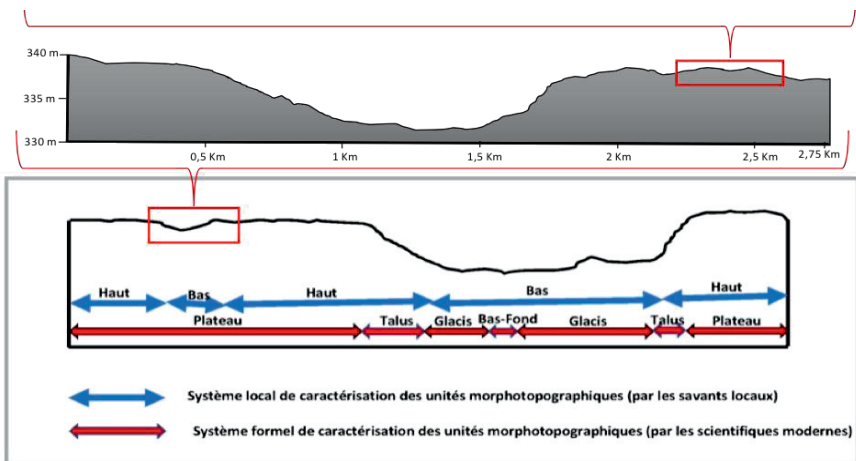 340 m
335 m
330 m
0,5 Km 1 Km 1,5 Km 2 Km 2,5 Km 2,75 Km
Haut Bas Haut Bas Haut
Plateau Talus Glacis Bas-Fond Glacis Talus Plateau
Système local de caractérisation des unités morphotopographiques (par les savants locaux)
Système formel de caractérisation des unités morphotopographiques (par les scientifiques modernes)